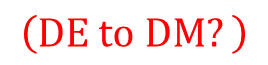 (DE to DM? )